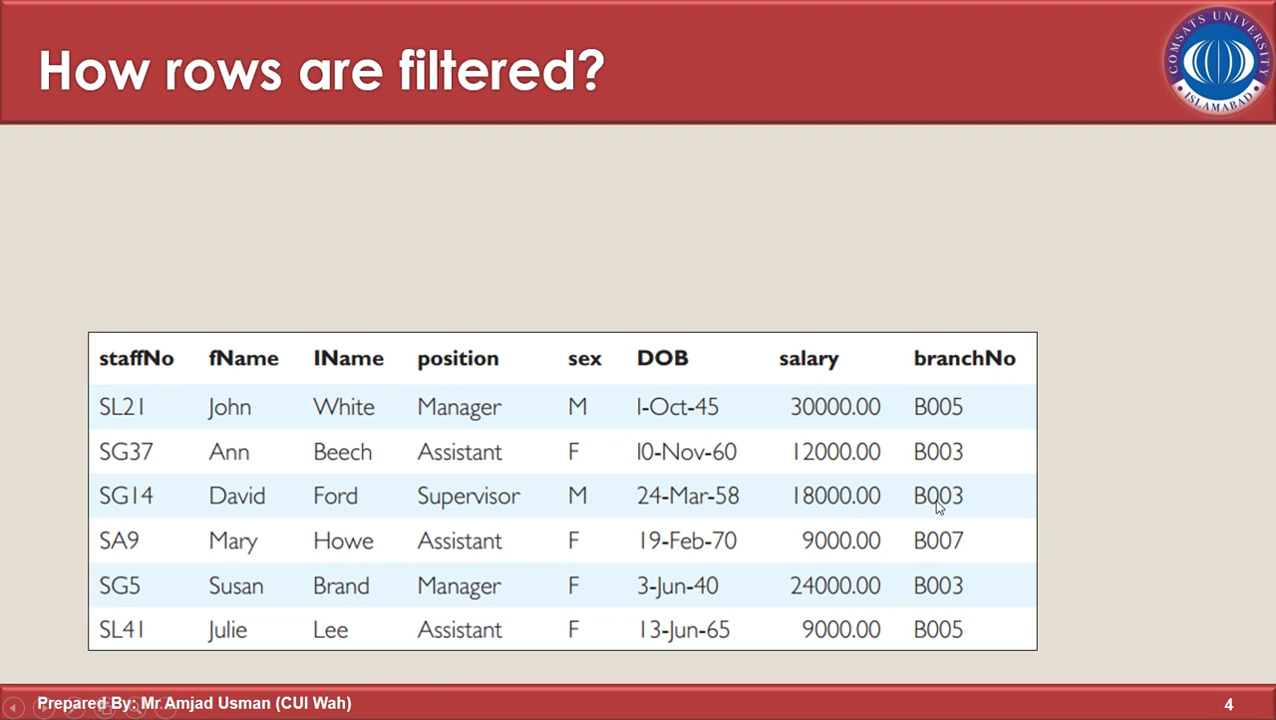 How rows are filtered?
COMSATS UNIVERSITY
ISLAMABAD
staffNo fName lName position sex DOB salary branchNo
SL21 John White Manager M 1-Oct-45 30000.00 B005
SG37 Ann Beech Assistant F 10-Nov-60 12000.00 B003
SG14 David Ford Supervisor M 24-Mar-58 18000.00 B003
SA9 Mary Howe Assistant F 19-Feb-70 9000.00 B007
SG5 Susan Brand Manager F 3-Jun-40 24000.00 B003
SL41 Julie Lee Assistant F 13-Jun-65 9000.00 B005
Prepared By: Mr.Amjad Usman (CUI Wah) 4